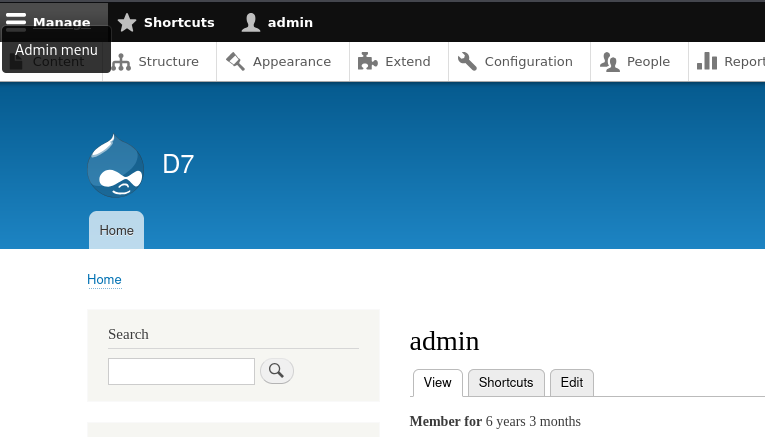 Manage Shortcuts admin
Admin menu
Content Structure Appearance Extend Configuration People Report
D7
Home
Home
Search
admin
View Shortcuts Edit
Member for 6 years 3 months